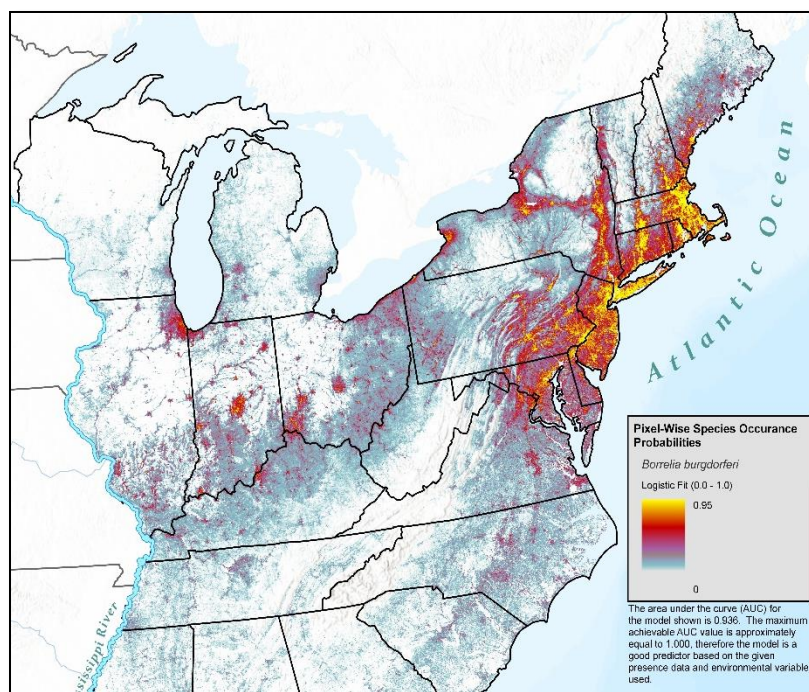 Atlantic Ocean
Pixel-Wise Species Occurance
Probabilities
Borrelia burgdorferi
Logistic Fit (0.0 - 1.0)
0.95
0
The area under the curve (AUC) for
the model shown is 0.936. The maximum
achievable AUC value is approximately
equal to 1.000, therefore the model is a
good predictor based on the given
presence data and environmental variable
used.
ssissippi River